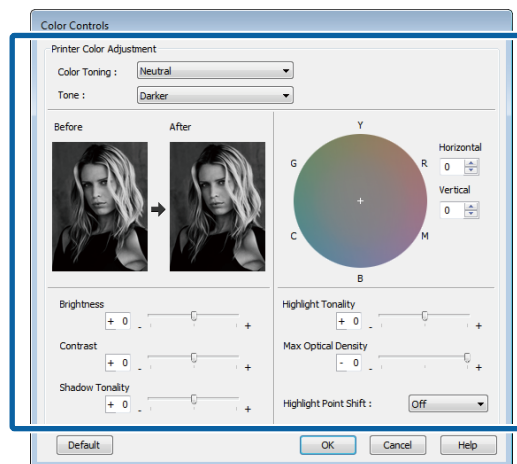 Color Controls
Printer Color Adjustment
Color Toning : Neutral
Tone : Darker
Before After
Y
G R
C M
B
Horizontal
0
Vertical
0
Brightness
+ 0 - +
Contrast
+ 0 - +
Shadow Tonality
+ 0 - +
Highlight Tonality
+ 0 - +
Max Optical Density
- 0 - +
Highlight Point Shift : Off
Default OK Cancel Help